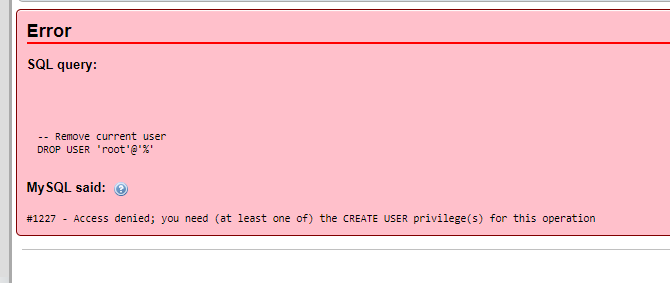 Error
SQL query:
-- Remove current user
DROP USER 'root'@'%'
MySQL said:
#1227 - Access denied; you need (at least one of) the CREATE USER privilege(s) for this operation